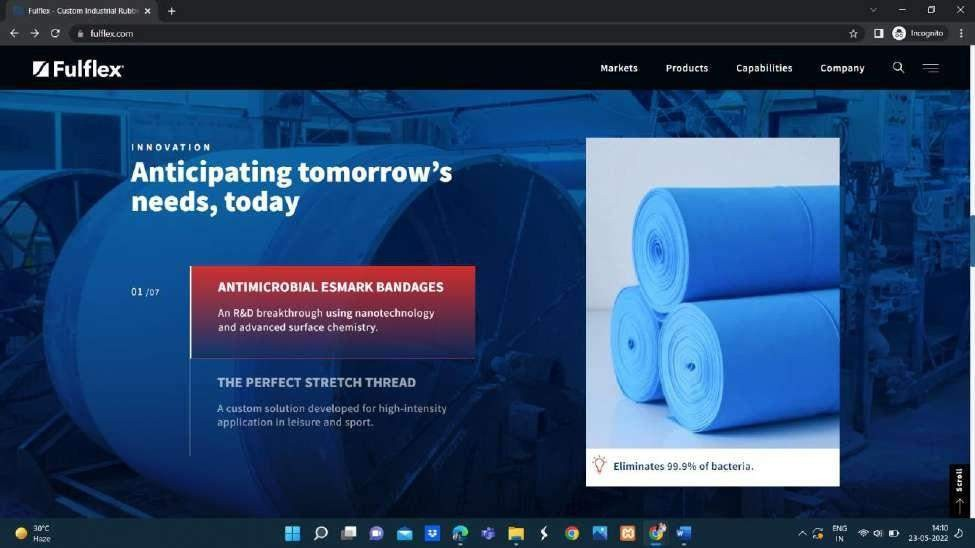 Fulflex - Custom Industrial Rubb
fulflex.com
Incognito
Fulflex
Markets
Products
Capabilities
Company
INNOVATION
Anticipating tomorrow's
needs, today
01 /07
ANTIMICROBIAL ESMARK BANDAGES
An R&D breakthrough using nanotechnology
and advanced surface chemistry.
THE PERFECT STRETCH THREAD
A custom solution developed for high-intensity
application in leisure and sport.
Eliminates 99.9% of bacteria.
Scroll
30°C
Haze
ENG
IN
14:10
23-05-2022